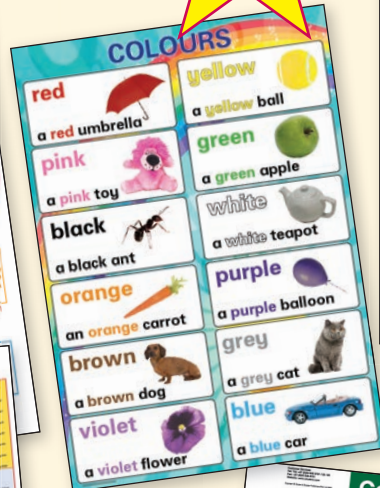 COLOURS
red
a red umbrella
yellow
a yellow ball
pink
a pink toy
green
a green apple
black
a black ant
white
a white teapot
orange
an orange carrot
purple
a purple balloon
brown
a brown dog
grey
a grey cat
violet
a violet flower
blue
a blue car